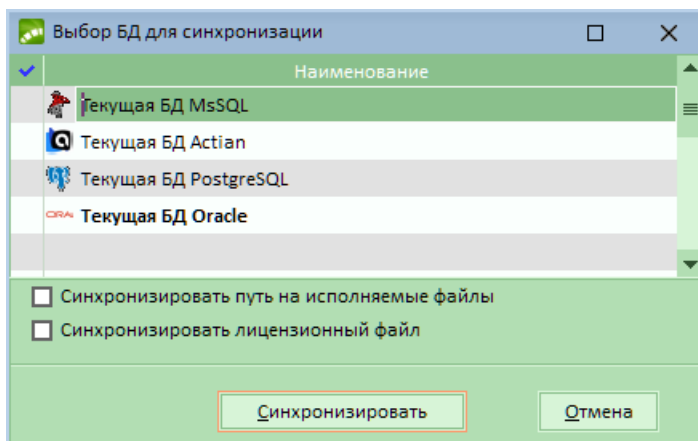 Выбор БД для синхронизации
Наименование
Текущая БД MsSQL
Текущая БД Actian
Текущая БД PostgreSQL
Текущая БД Oracle
Синхронизировать путь на исполняемые файлы
Синхронизировать лицензионный файл
Синхронизировать
Отмена